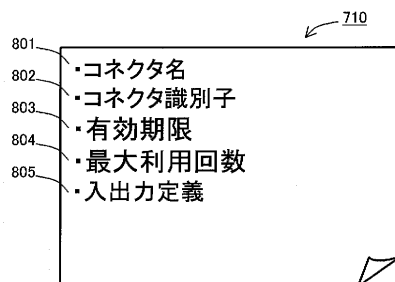 710
801 ・コネクタ名
802 ・コネクタ識別子
803 ・有効期限
804 ・最大利用回数
805 ・入出力定義